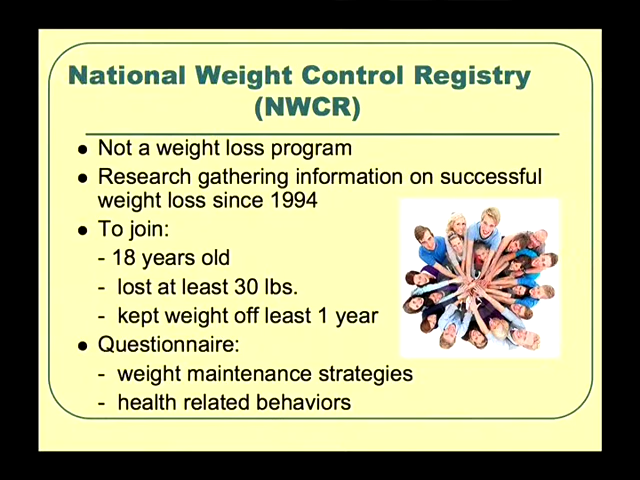 National Weight Control Registry
(NWCR)
● Not a weight loss program
● Research gathering information on successful
weight loss since 1994
● To join:
- 18 years old
- lost at least 30 lbs.
- kept weight off least 1 year
● Questionnaire:
- weight maintenance strategies
- health related behaviors